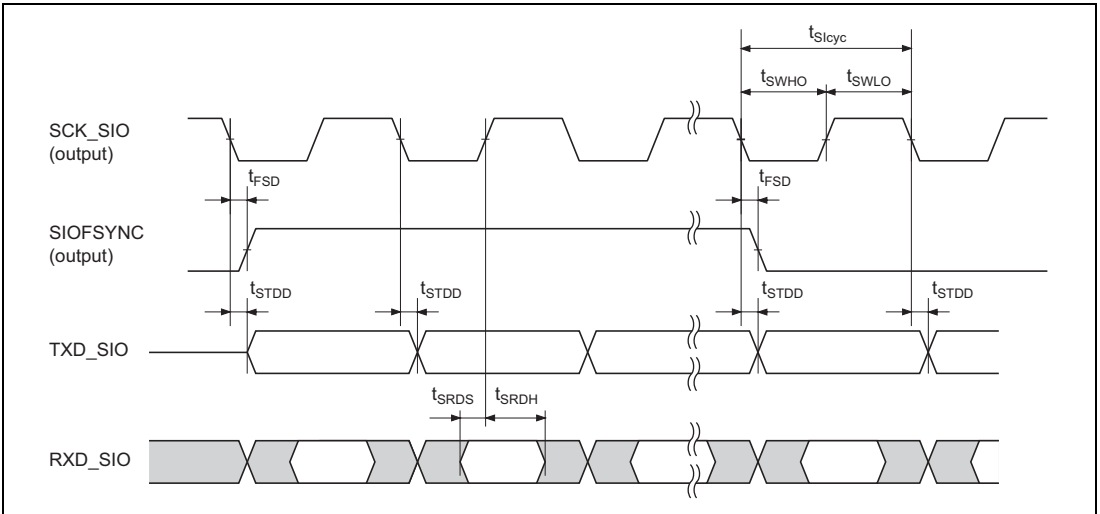 tSIcyc
tSWHO tSWLO
SCK_SIO
(output)
tFSD tFSD
SIOFSYNC
(output)
tSTDD tSTDD tSTDD tSTDD
TXD_SIO
tSRDS tSRDH
RXD_SIO